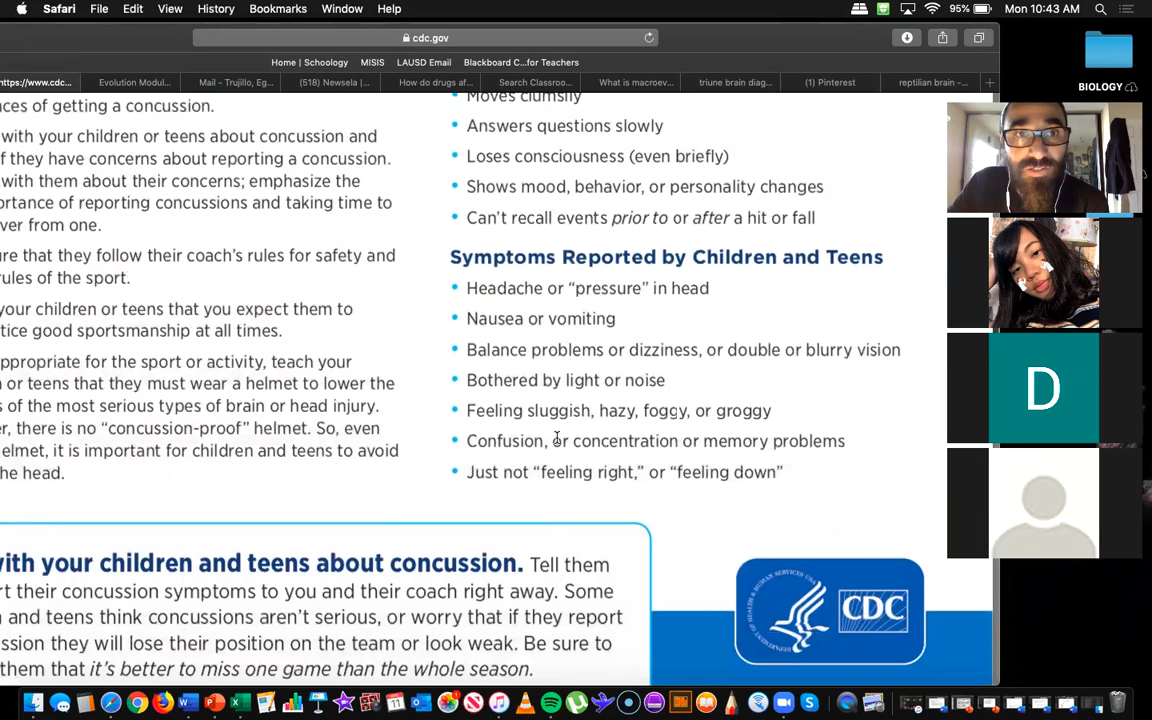 Safari File Edit View History Bookmarks Window Help 95% Mon 10:43 AM
cdc.gov
Home | Schoology MISIS LAUSD Email Blackboard C...for Teachers
https://www.cdc... Evolution Modul... Mail - Trujillo, Eg... (518) Newsela |... How do drugs af... Search Classroo... What is macroev... triune brain diag... (1) Pinterest reptilian brain -...
BIOLOGY
ces of getting a concussion.
with your children or teens about concussion and
f they have concerns about reporting a concussion.
with them about their concerns; emphasize the
ortance of reporting concussions and taking time to
ver from one.
ure that they follow their coach's rules for safety and
rules of the sport.
your children or teens that you expect them to
tice good sportsmanship at all times.
appropriate for the sport or activity, teach your
n or teens that they must wear a helmet to lower the
s of the most serious types of brain or head injury.
er, there is no “concussion-proof” helmet. So, even
elmet, it is important for children and teens to avoid
the head.
• Moves clumsily
• Answers questions slowly
• Loses consciousness (even briefly)
• Shows mood, behavior, or personality changes
• Can't recall events prior to or after a hit or fall
Symptoms Reported by Children and Teens
• Headache or “pressure” in head
• Nausea or vomiting
• Balance problems or dizziness, or double or blurry vision
• Bothered by light or noise
• Feeling sluggish, hazy, foggy, or groggy
• Confusion, or concentration or memory problems
• Just not “feeling right,” or “feeling down”
with your children and teens about concussion. Tell them
rt their concussion symptoms to you and their coach right away. Some
n and teens think concussions aren't serious, or worry that if they report
ssion they will lose their position on the team or look weak. Be sure to
them that it's better to miss one game than the whole season.
CDC
D